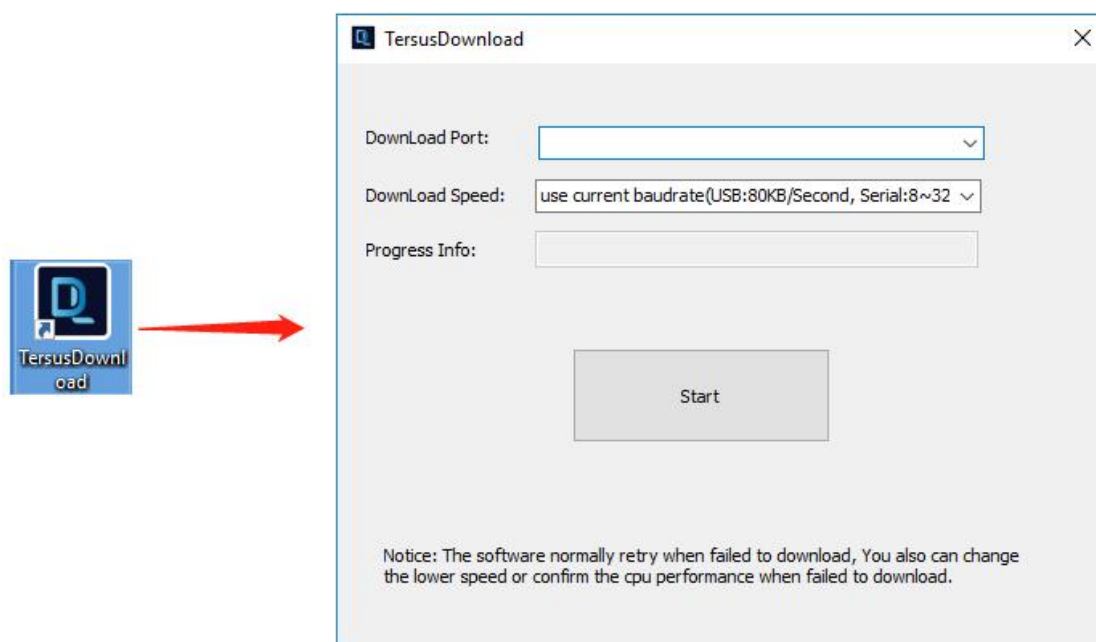 TersusDownload
DownLoad Port:
DownLoad Speed:
use current baudrate(USB:80KB/Second, Serial:8~32
Progress Info:
TersusDownl
oad
Start
Notice: The software normally retry when failed to download, You also can change
the lower speed or confirm the cpu performance when failed to download.